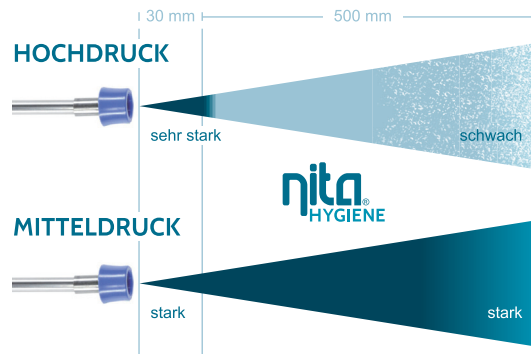 30 mm
500 mm
HOCHDRUCK
sehr stark
schwach
nita®
HYGIENE
MITTELDRUCK
stark
stark